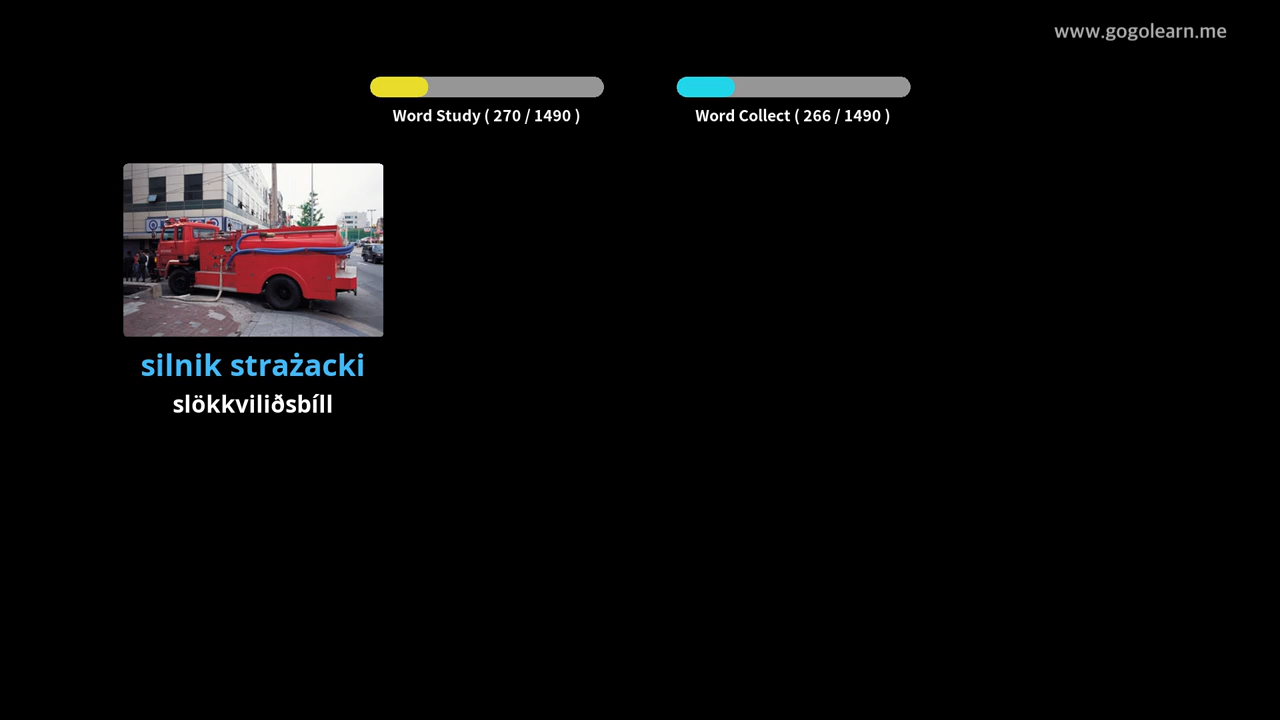 www.gogolearn.me
Word Study ( 270 / 1490 )
Word Collect ( 266 / 1490 )
silnik strażacki
slökkviliðsbíll